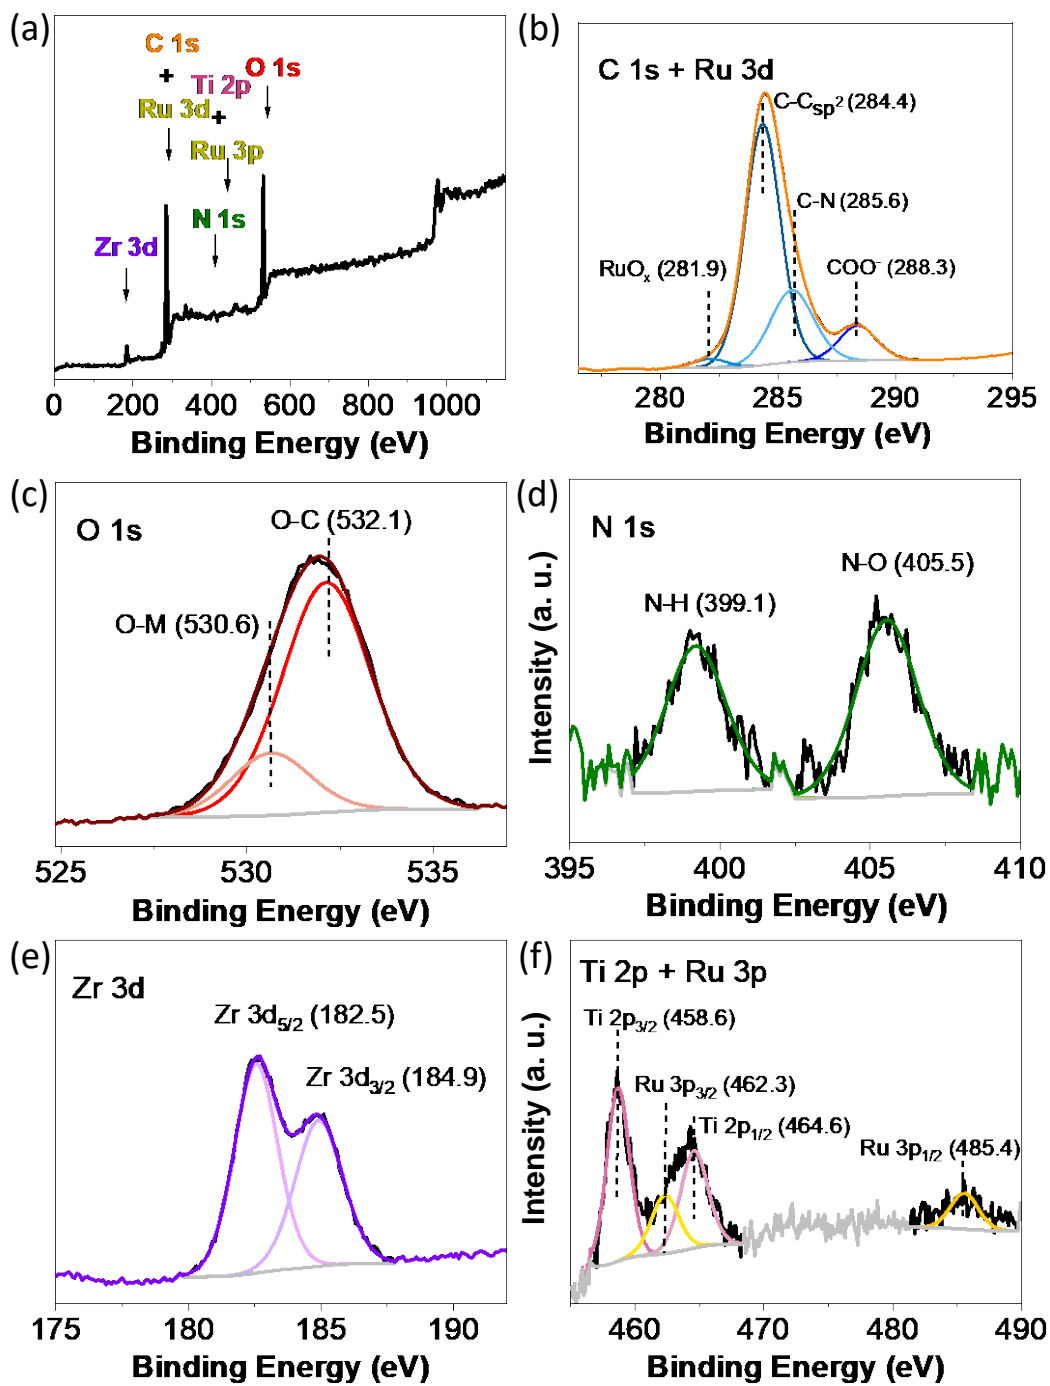 (a)
C 1s
+
Ti 2p
O 1s
Ru 3d
+
Ru 3p
N 1s
Zr 3d
0 200 400 600 800 1000
Binding Energy (eV)
(b)
C 1s + Ru 3d
C-Csp² (284.4)
C-N (285.6)
RuOₓ (281.9)
COO⁻ (288.3)
280 285 290 295
Binding Energy (eV)
(c)
O 1s
O-C (532.1)
O-M (530.6)
525 530 535
Binding Energy (eV)
(d)
N 1s
N-O (405.5)
N-H (399.1)
Intensity (a. u.)
395 400 405 410
Binding Energy (eV)
(e)
Zr 3d
Zr 3d5/2 (182.5)
Zr 3d3/2 (184.9)
175 180 185 190
Binding Energy (eV)
(f)
Ti 2p + Ru 3p
Ti 2p3/2 (458.6)
Ru 3p3/2 (462.3)
Ti 2p1/2 (464.6)
Ru 3p1/2 (485.4)
Intensity (a. u.)
460 470 480 490
Binding Energy (eV)